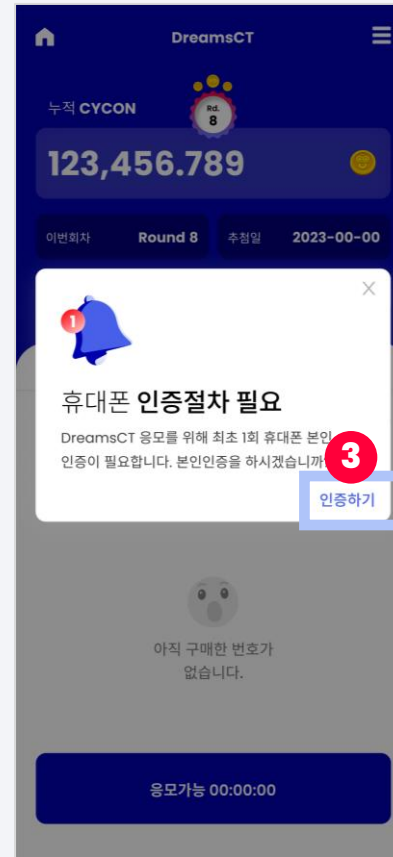 DreamsCT
누적 CYCON
Rd.
8
123,456.789
이번회차 Round 8 추첨일 2023-00-00
1
휴대폰 인증절차 필요
DreamsCT 응모를 위해 최초 1회 휴대폰 본인
인증이 필요합니다. 본인인증을 하시겠습니까
3
인증하기
아직 구매한 번호가
없습니다.
응모가능 00:00:00